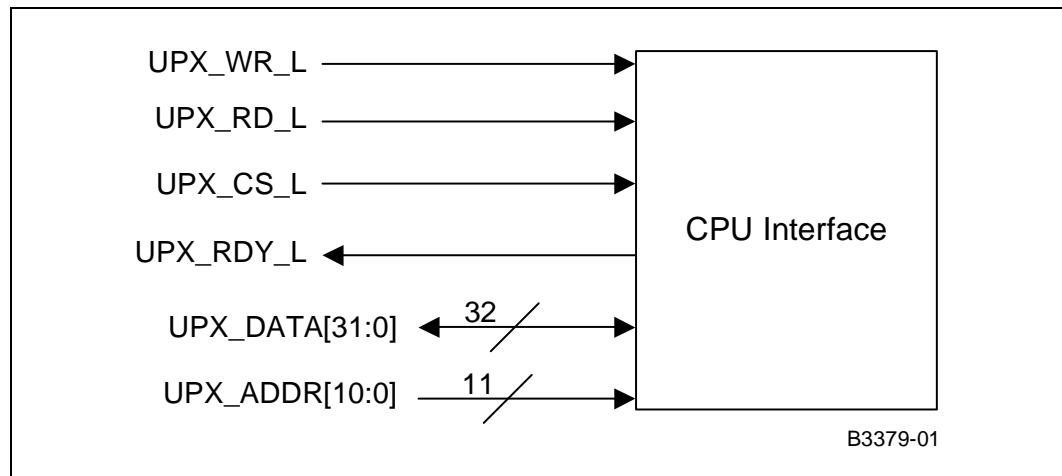 UPX_WR_L
UPX_RD_L
UPX_CS_L
CPU Interface
UPX_RDY_L
32
UPX_DATA[31:0]
11
UPX_ADDR[10:0]
B3379-01